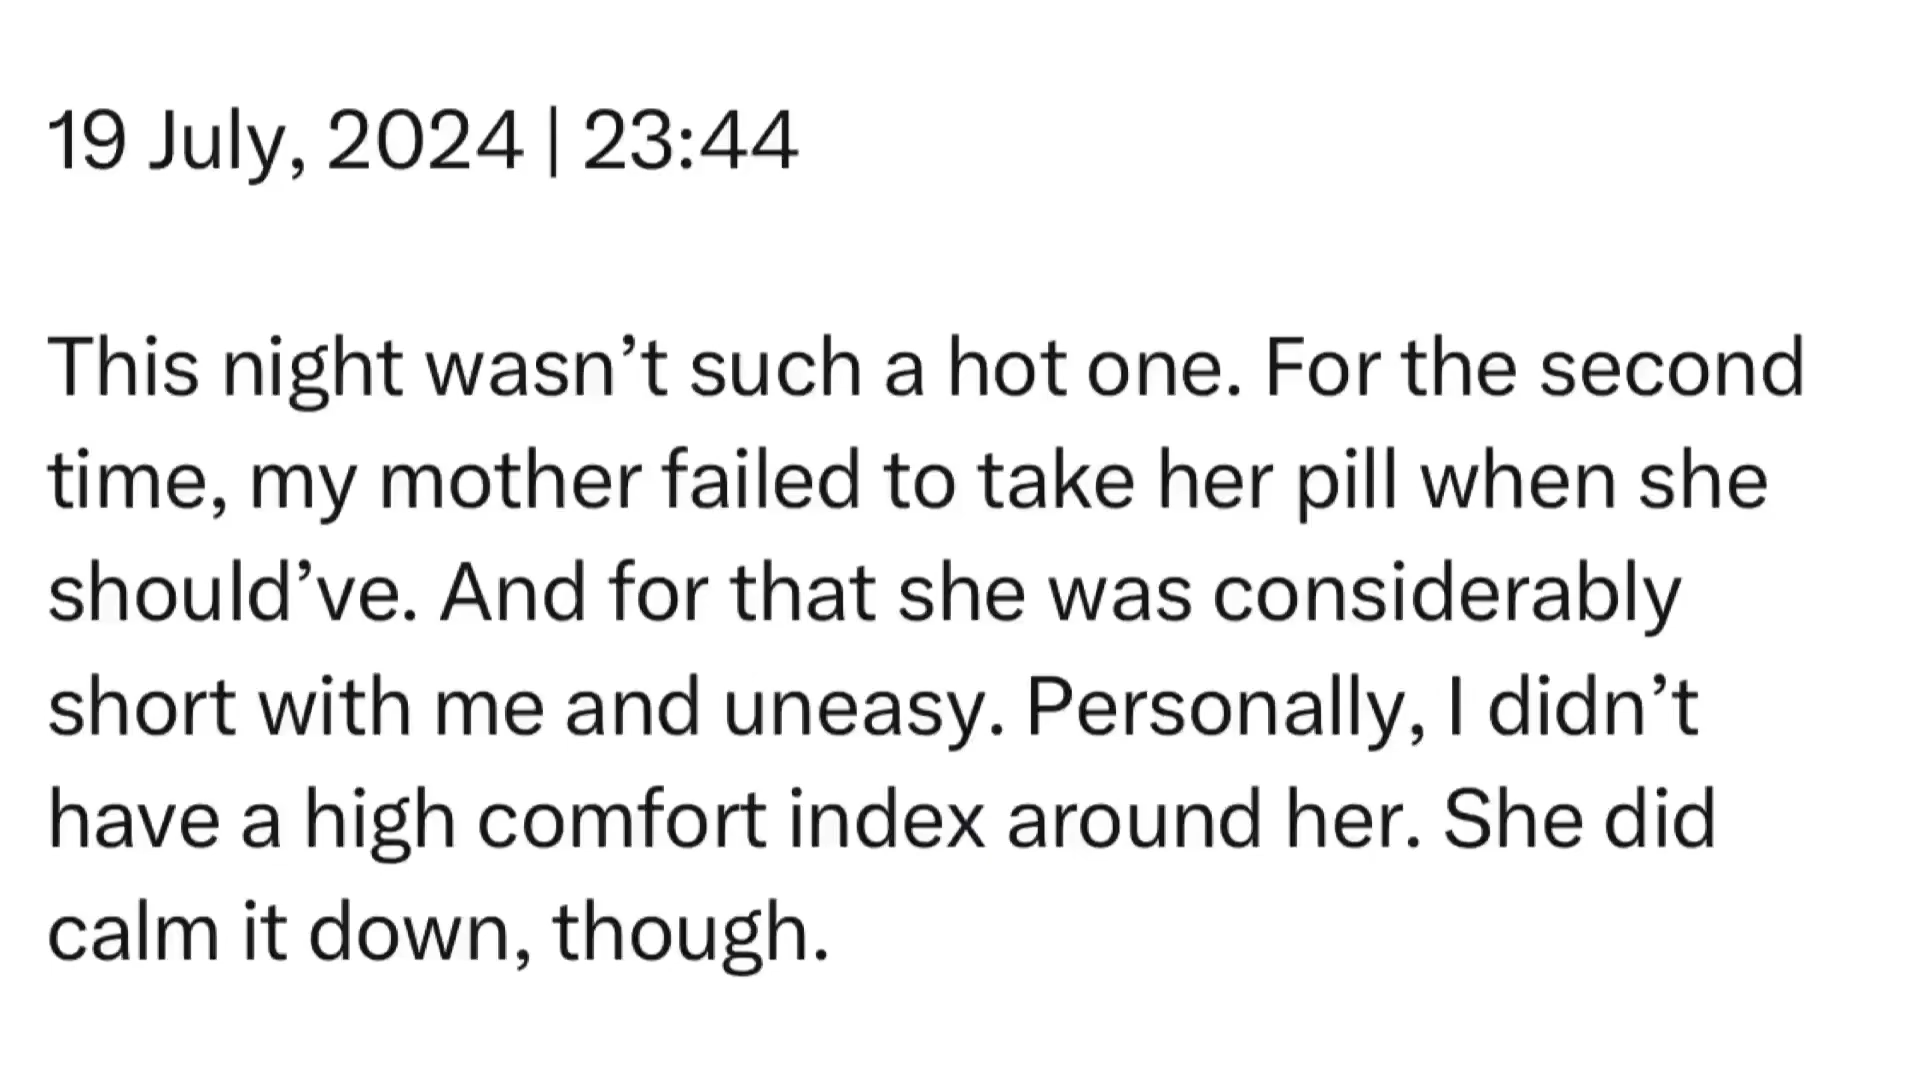 19 July, 2024 | 23:44
This night wasn’t such a hot one. For the second
time, my mother failed to take her pill when she
should’ve. And for that she was considerably
short with me and uneasy. Personally, I didn’t
have a high comfort index around her. She did
calm it down, though.